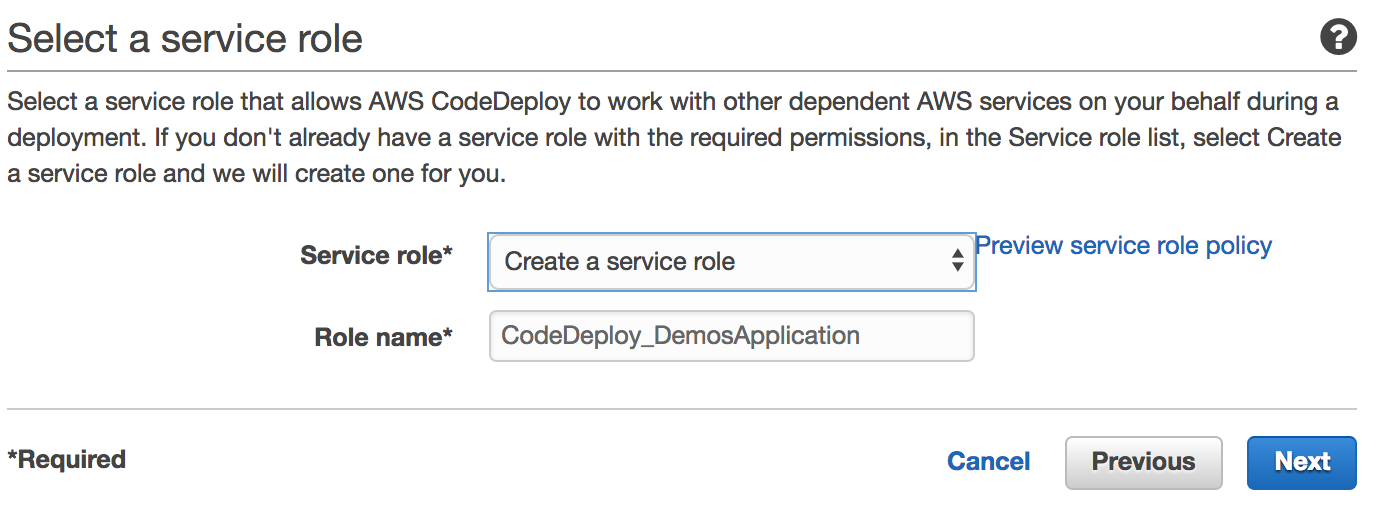 Select a service role
?
Select a service role that allows AWS CodeDeploy to work with other dependent AWS services on your behalf during a
deployment. If you don't already have a service role with the required permissions, in the Service role list, select Create
a service role and we will create one for you.
Service role* Create a service role Preview service role policy
Role name* CodeDeploy_DemosApplication
*Required Cancel Previous Next